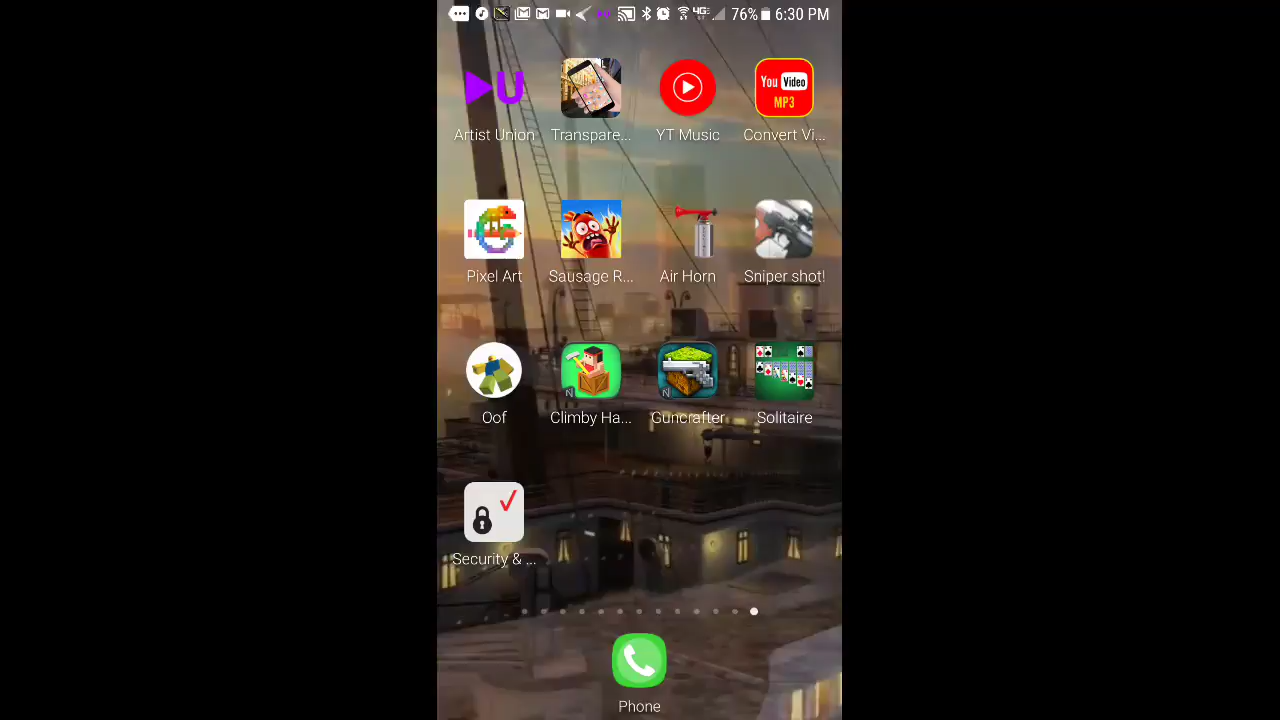 4G 76% 6:30 PM
U
Artist Union Transpare... YT Music Convert Vi...
You Video
MP3
Pixel Art Sausage R... Air Horn Sniper shot!
Oof Climby Ha... Guncrafter Solitaire
Security & ...
Phone